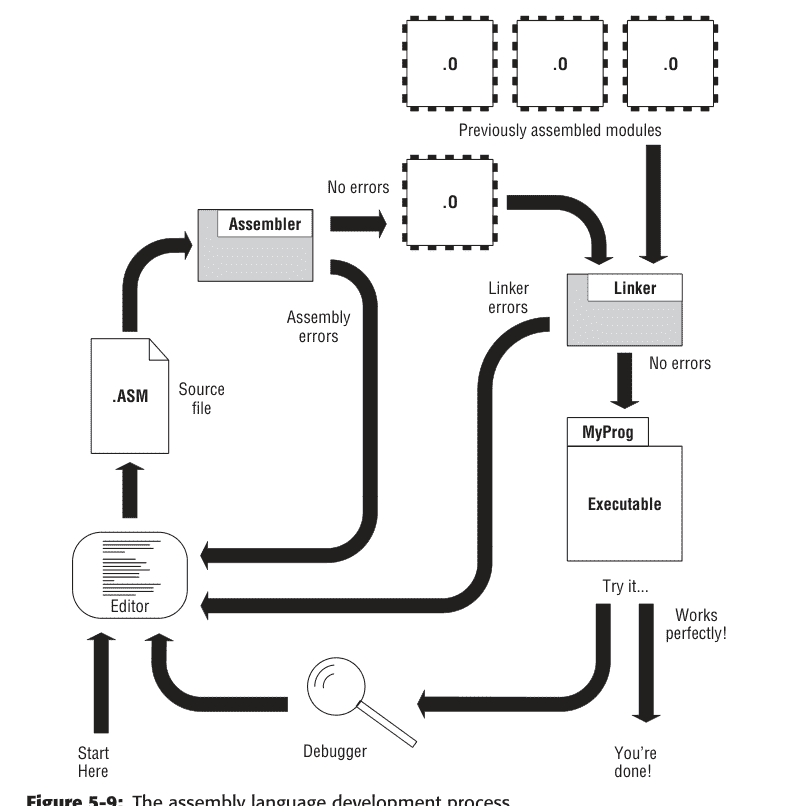 .O
.O
.O
Previously assembled modules
No errors
.O
Assembler
Linker
errors
Linker
Assembly
errors
No errors
.ASM
Source
file
MyProg
Executable
Editor
Try it...
Works
perfectly!
Debugger
Start
Here
You're
done!
Figure 5-9: The assembly language development process